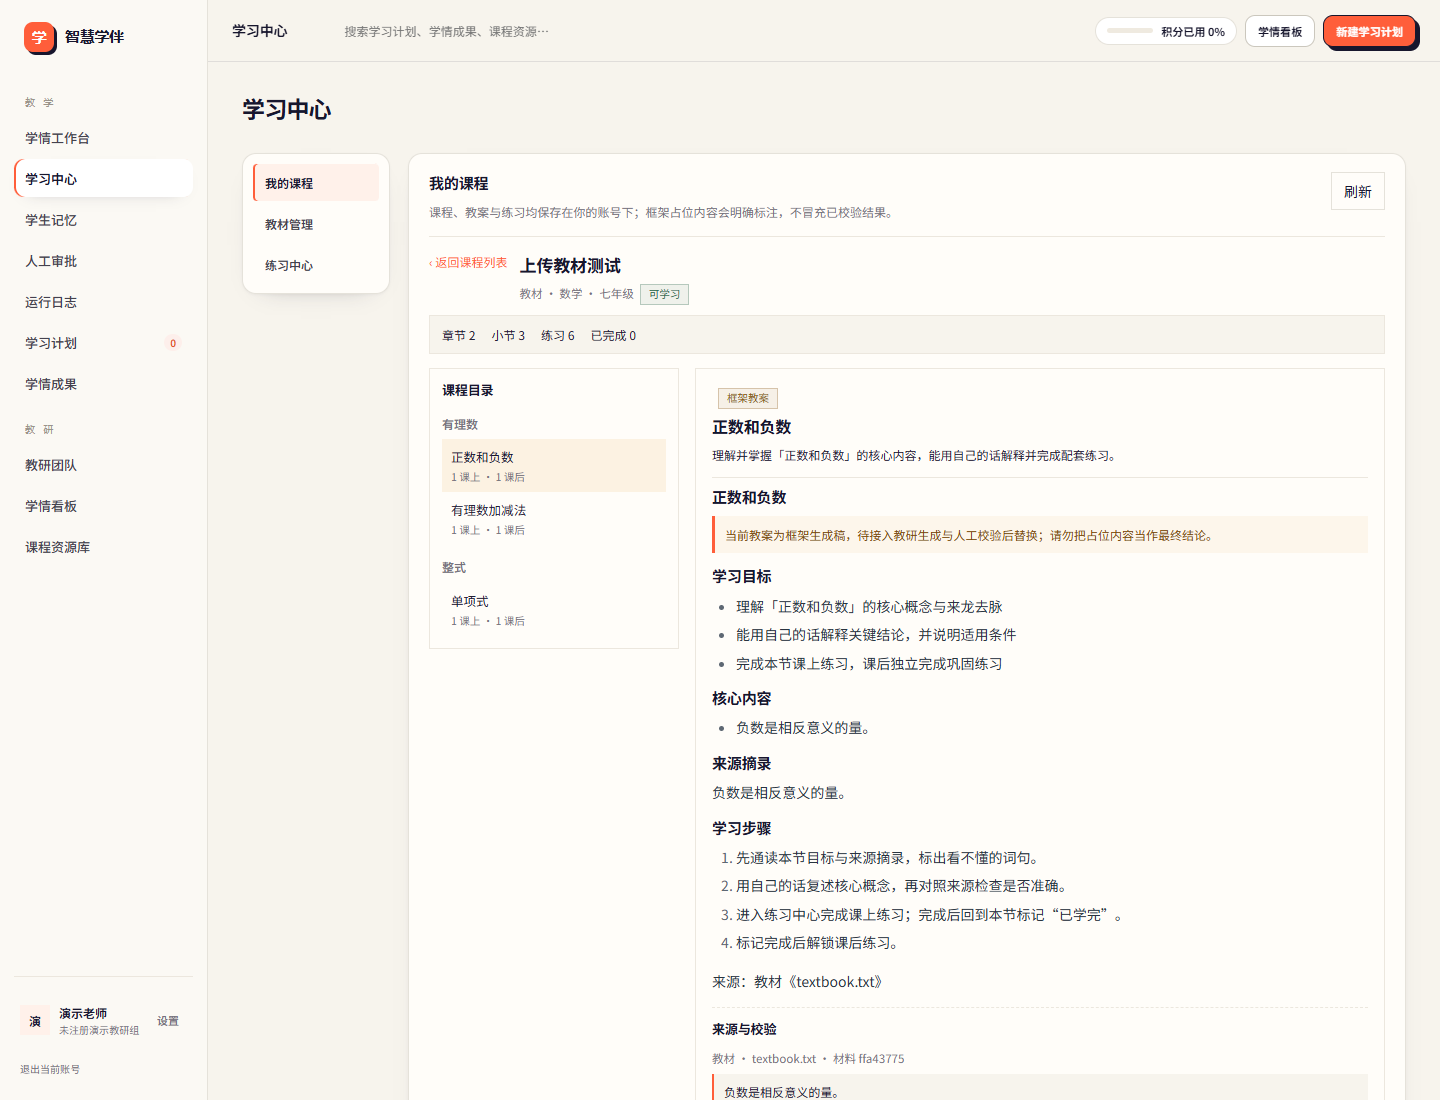 学 智慧学伴
教 学
学情工作台
学习中心
学生记忆
人工审批
运行日志
学习计划 0
学情成果
教 研
教研团队
学情看板
课程资源库
演 演示老师
未注册演示教研组
设置
退出当前账号
学习中心
搜索学习计划、学情成果、课程资源…
积分已用 0%
学情看板
新建学习计划
学习中心
我的课程
教材管理
练习中心
我的课程
课程、教案与练习均保存在你的账号下；框架占位内容会明确标注，不冒充已校验结果。
刷新
‹ 返回课程列表
上传教材测试
教材 · 数学 · 七年级 可学习
章节 2 小节 3 练习 6 已完成 0
课程目录
有理数
正数和负数
1 课上 · 1 课后
有理数加减法
1 课上 · 1 课后
整式
单项式
1 课上 · 1 课后
框架教案
正数和负数
理解并掌握「正数和负数」的核心内容，能用自己的话解释并完成配套练习。
正数和负数
当前教案为框架生成稿，待接入教研生成与人工校验后替换；请勿把占位内容当作最终结论。
学习目标
• 理解「正数和负数」的核心概念与来龙去脉
• 能用自己的话解释关键结论，并说明适用条件
• 完成本节课上练习，课后独立完成巩固练习
核心内容
• 负数是相反意义的量。
来源摘录
负数是相反意义的量。
学习步骤
1. 先通读本节目标与来源摘录，标出看不懂的词句。
2. 用自己的话复述核心概念，再对照来源检查是否准确。
3. 进入练习中心完成课上练习；完成后回到本节标记“已学完”。
4. 标记完成后解锁课后练习。
来源：教材《textbook.txt》
来源与校验
教材 · textbook.txt · 材料 ffa43775
负数是相反意义的量。